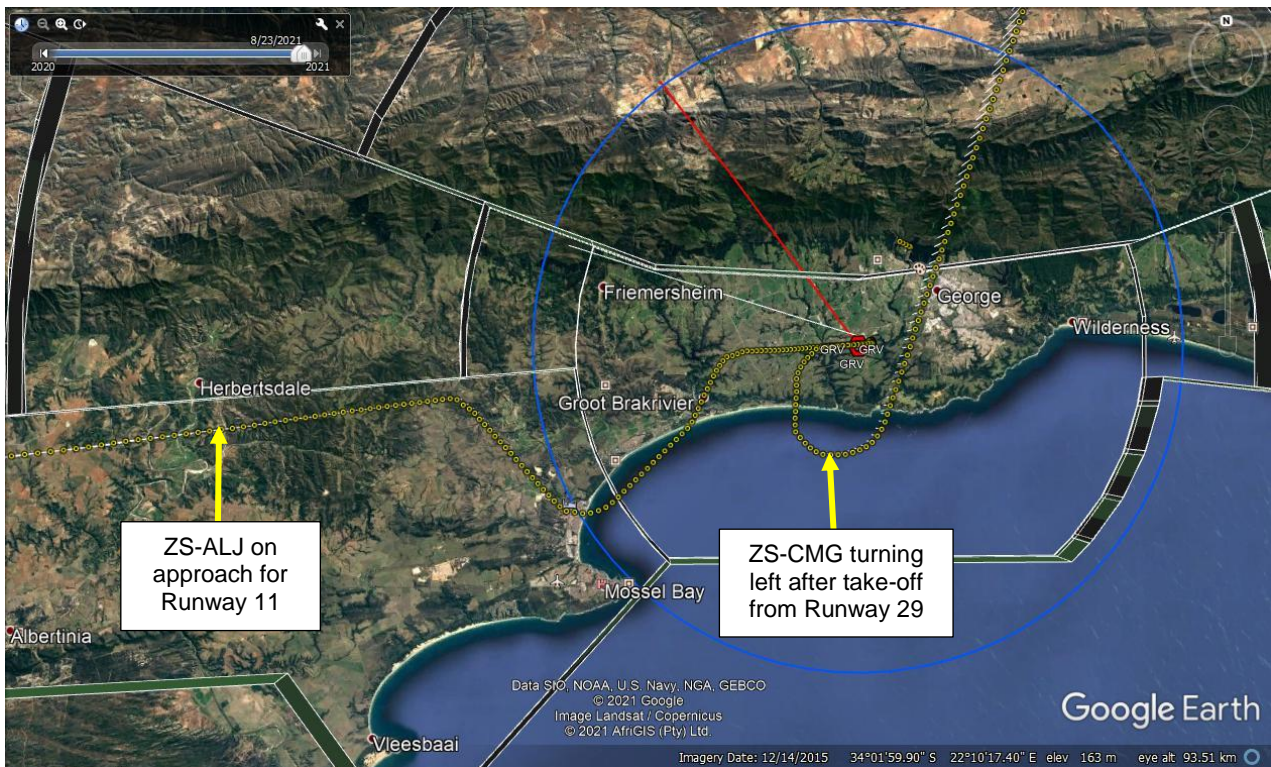 8/23/2021
2020
2021
N
Friemersheim
George
Wilderness
GRV
GRV
GRV
Herbertsdale
Groot Brakrivier
ZS-ALJ on
approach for
Runway 11
ZS-CMG turning
left after take-off
from Runway 29
Mossel Bay
Albertinia
Vleesbaai
Data SIO, NOAA, U.S. Navy, NGA, GEBCO
© 2021 Google
Image Landsat / Copernicus
© 2021 AfriGIS (Pty) Ltd.
Google Earth
Imagery Date: 12/14/2015 34°01'59.90" S 22°10'17.40" E elev 163 m eye alt 93.51 km